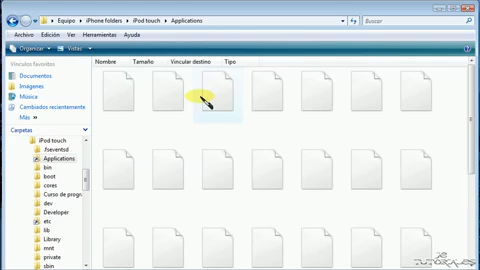 Equipo ▸ iPhone folders ▸ iPod touch ▸ Applications
Buscar
Archivo Edición Ver Herramientas Ayuda
Organizar Vistas
Vínculos favoritos
Documentos
Imágenes
Música
Cambiados recientemente
Más »
Carpetas
iPod touch
.fseventsd
Applications
bin
boot
cores
Curso de progra
dev
Developer
etc
lib
Library
mnt
private
sbin
Nombre Tamaño Vincular destino Tipo